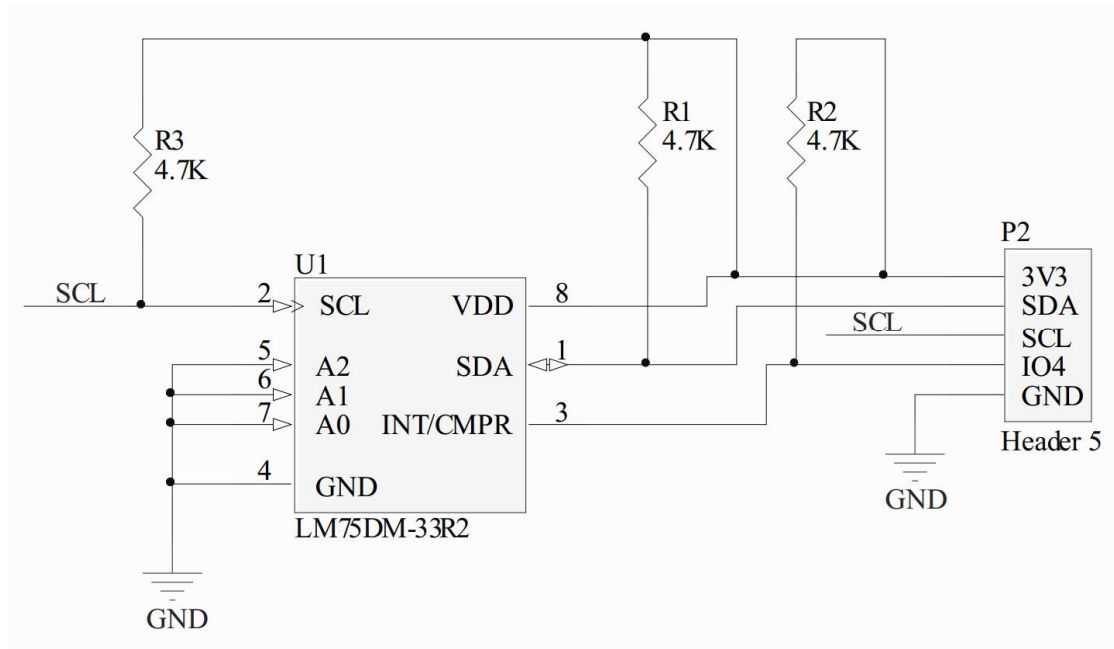 R3
4.7K
R1
4.7K
R2
4.7K
P2
U1
SCL
2
SCL
VDD
8
3V3
SDA
SCL
SCL
IO4
GND
5
A2
SDA
1
6
A1
7
A0
INT/CMPR
3
4
GND
Header 5
LM75DM-33R2
GND
GND